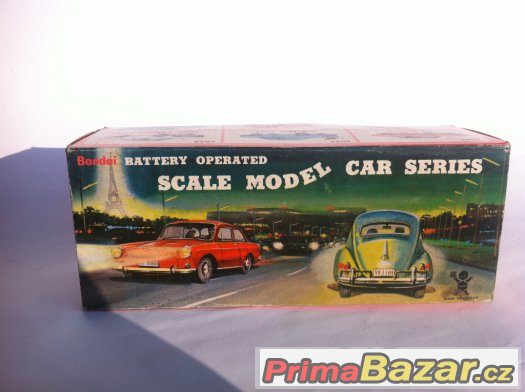 Bandai BATTERY OPERATED
SCALE MODEL CAR SERIES
PrimaBazar.cz